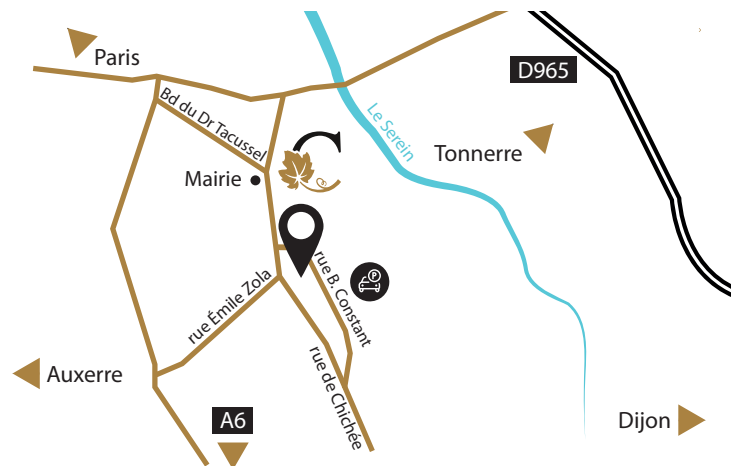 Paris
D965
Bd du Dr Tacussel
Le Serein
Tonnerre
Mairie
P
rue B. Constant
rue Émile Zola
rue de Chichée
Auxerre
A6
Dijon